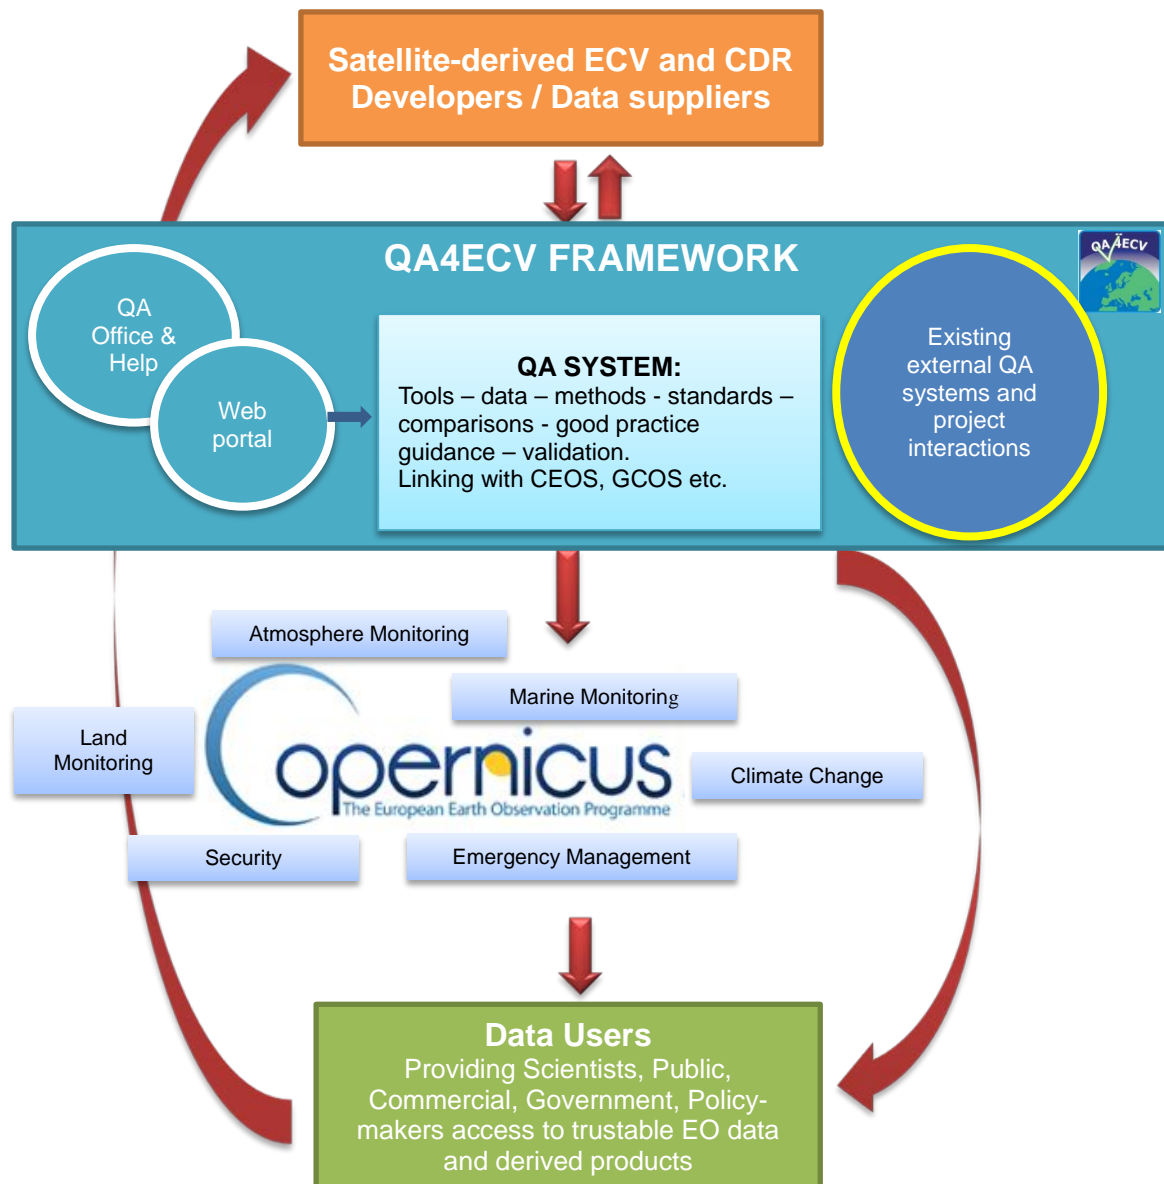 Satellite-derived ECV and CDR
Developers / Data suppliers
QA4ECV FRAMEWORK
QA4ECV
QA
Office &
Help
Web
portal
QA SYSTEM:
Tools – data – methods - standards –
comparisons - good practice
guidance – validation.
Linking with CEOS, GCOS etc.
Existing
external QA
systems and
project
interactions
Atmosphere Monitoring
Marine Monitoring
Land
Monitoring
Copernicus
The European Earth Observation Programme
Climate Change
Security
Emergency Management
Data Users
Providing Scientists, Public,
Commercial, Government, Policy-
makers access to trustable EO data
and derived products